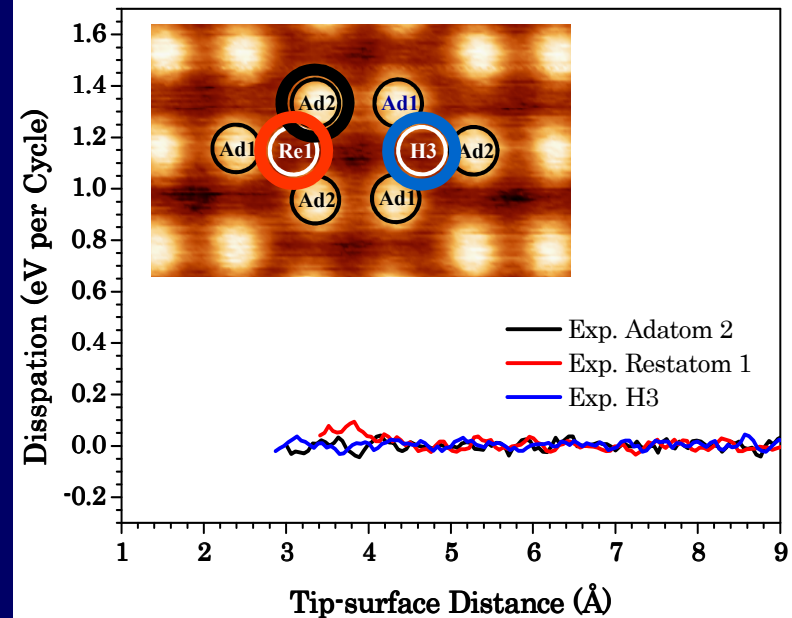 Disspation (eV per Cycle)
1.6
1.4
1.2
1.0
0.8
0.6
0.4
0.2
0.0
-0.2
Ad2
Ad1
Ad1
Re1
H3
Ad2
Ad2
Ad1
Exp. Adatom 2
Exp. Restatom 1
Exp. H3
1 2 3 4 5 6 7 8 9
Tip-surface Distance (Å)